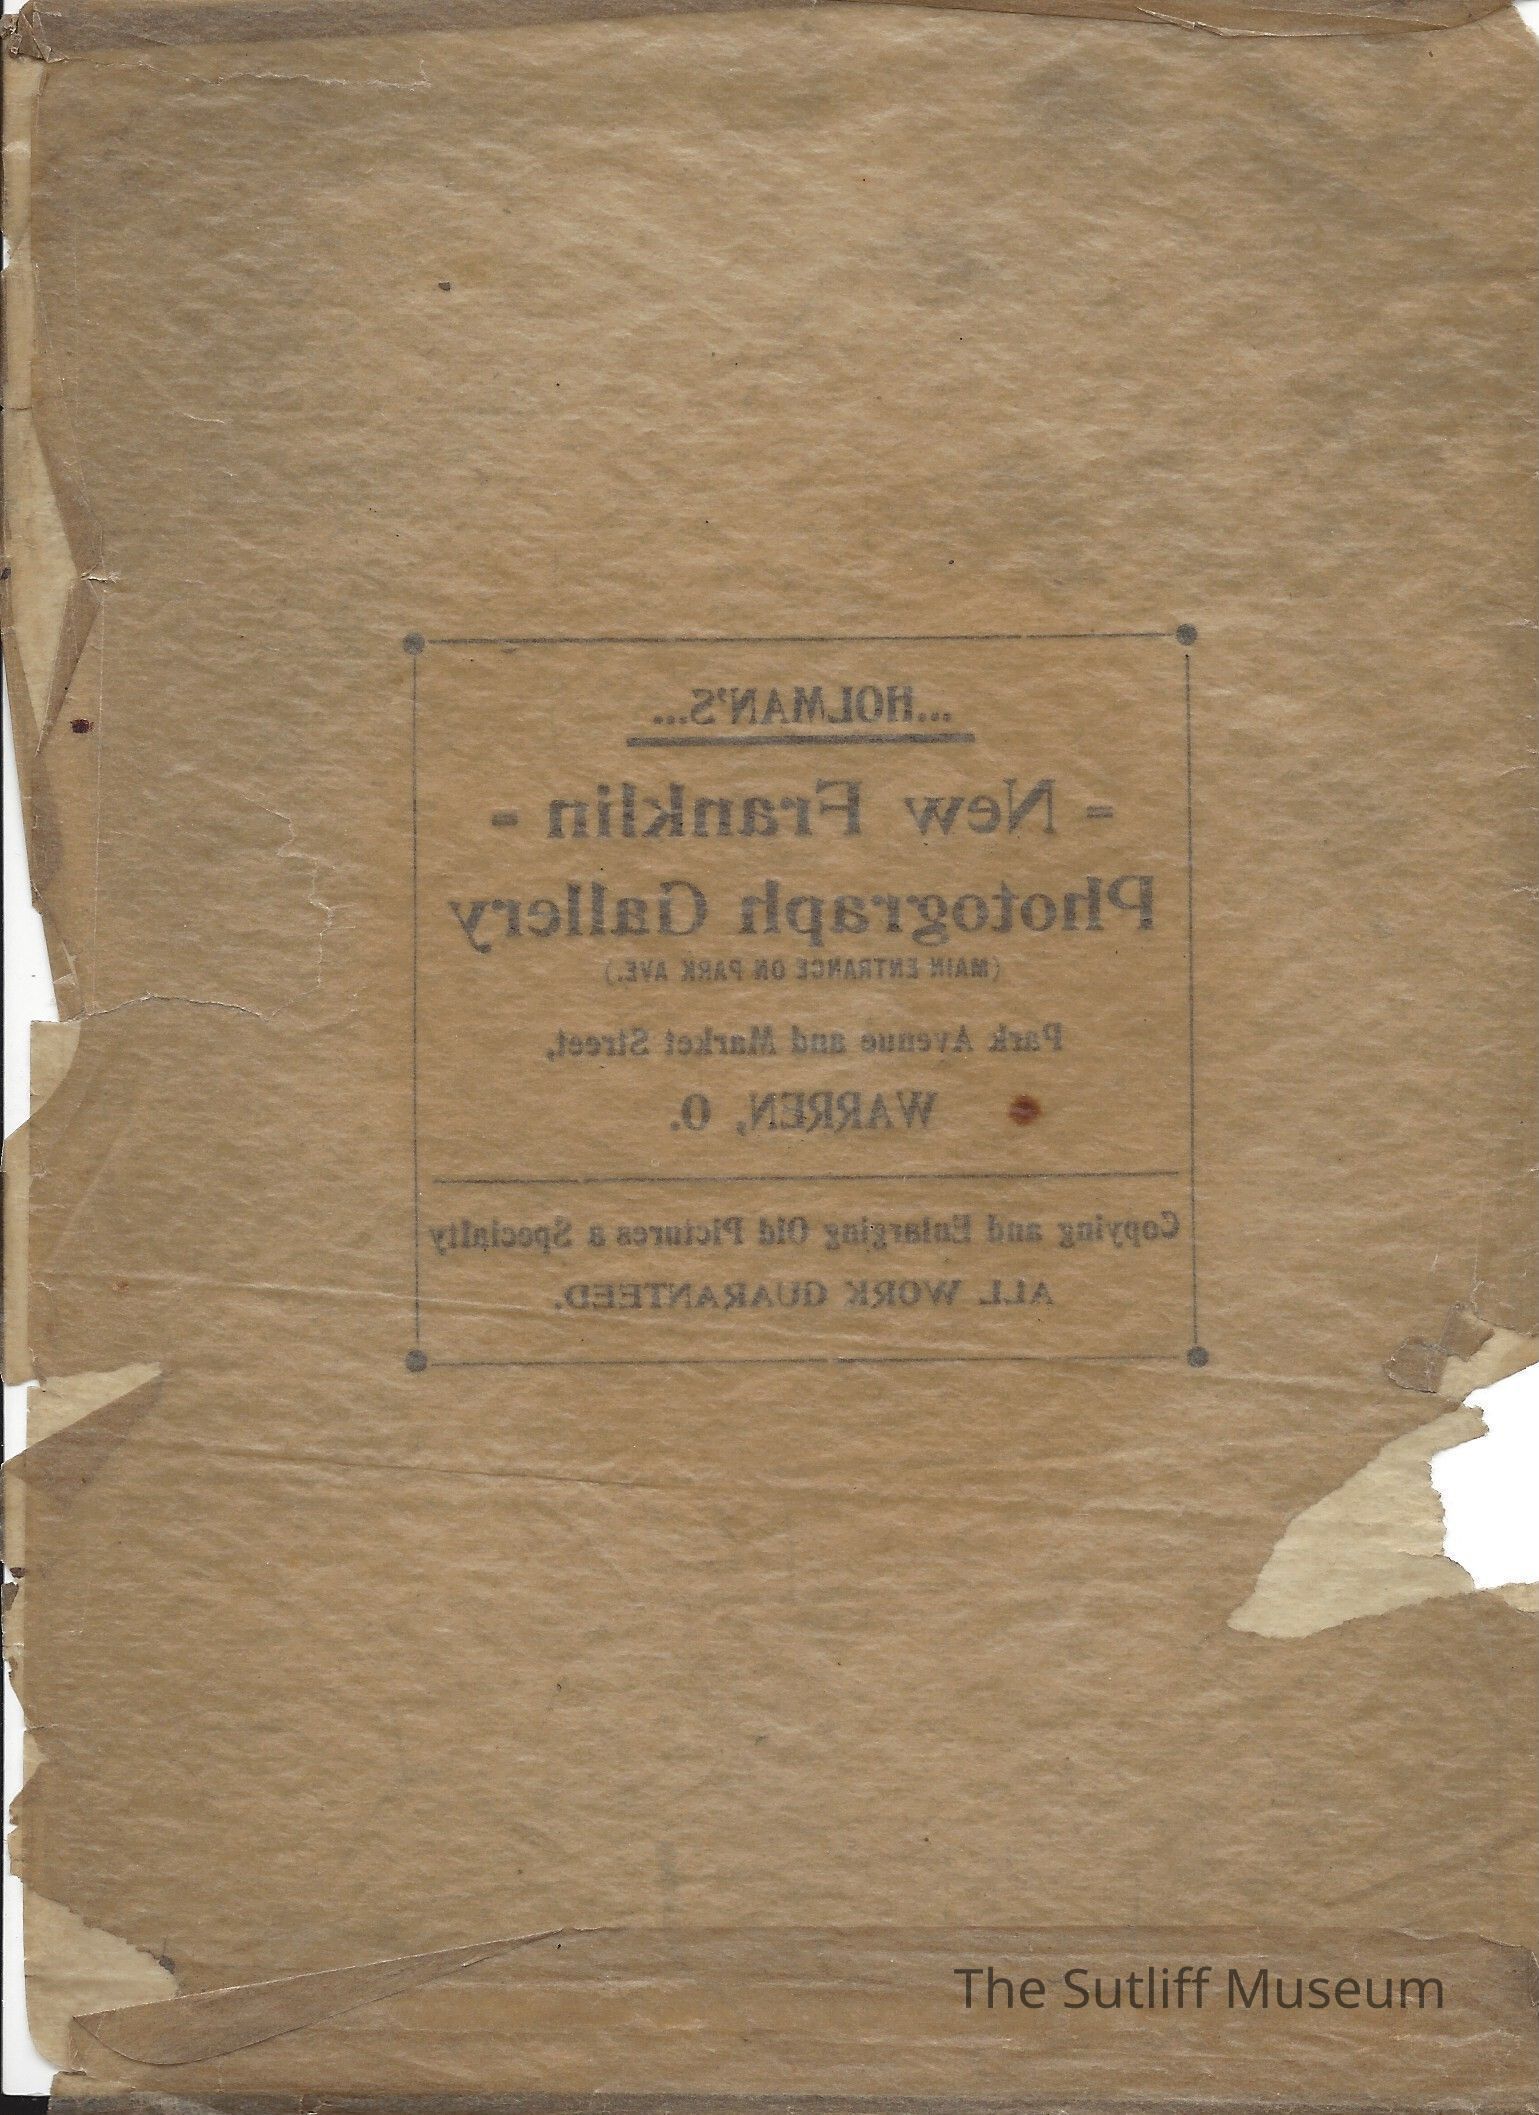 ...HOLMAN'S...
- New Franklin -
Photograph Gallery
(MAIN ENTRANCE ON PARK AVE.)
Park Avenue and Market Street,
WARREN, O.
Copying and Enlarging Old Pictures a Specialty
ALL WORK GUARANTEED.
The Sutliff Museum